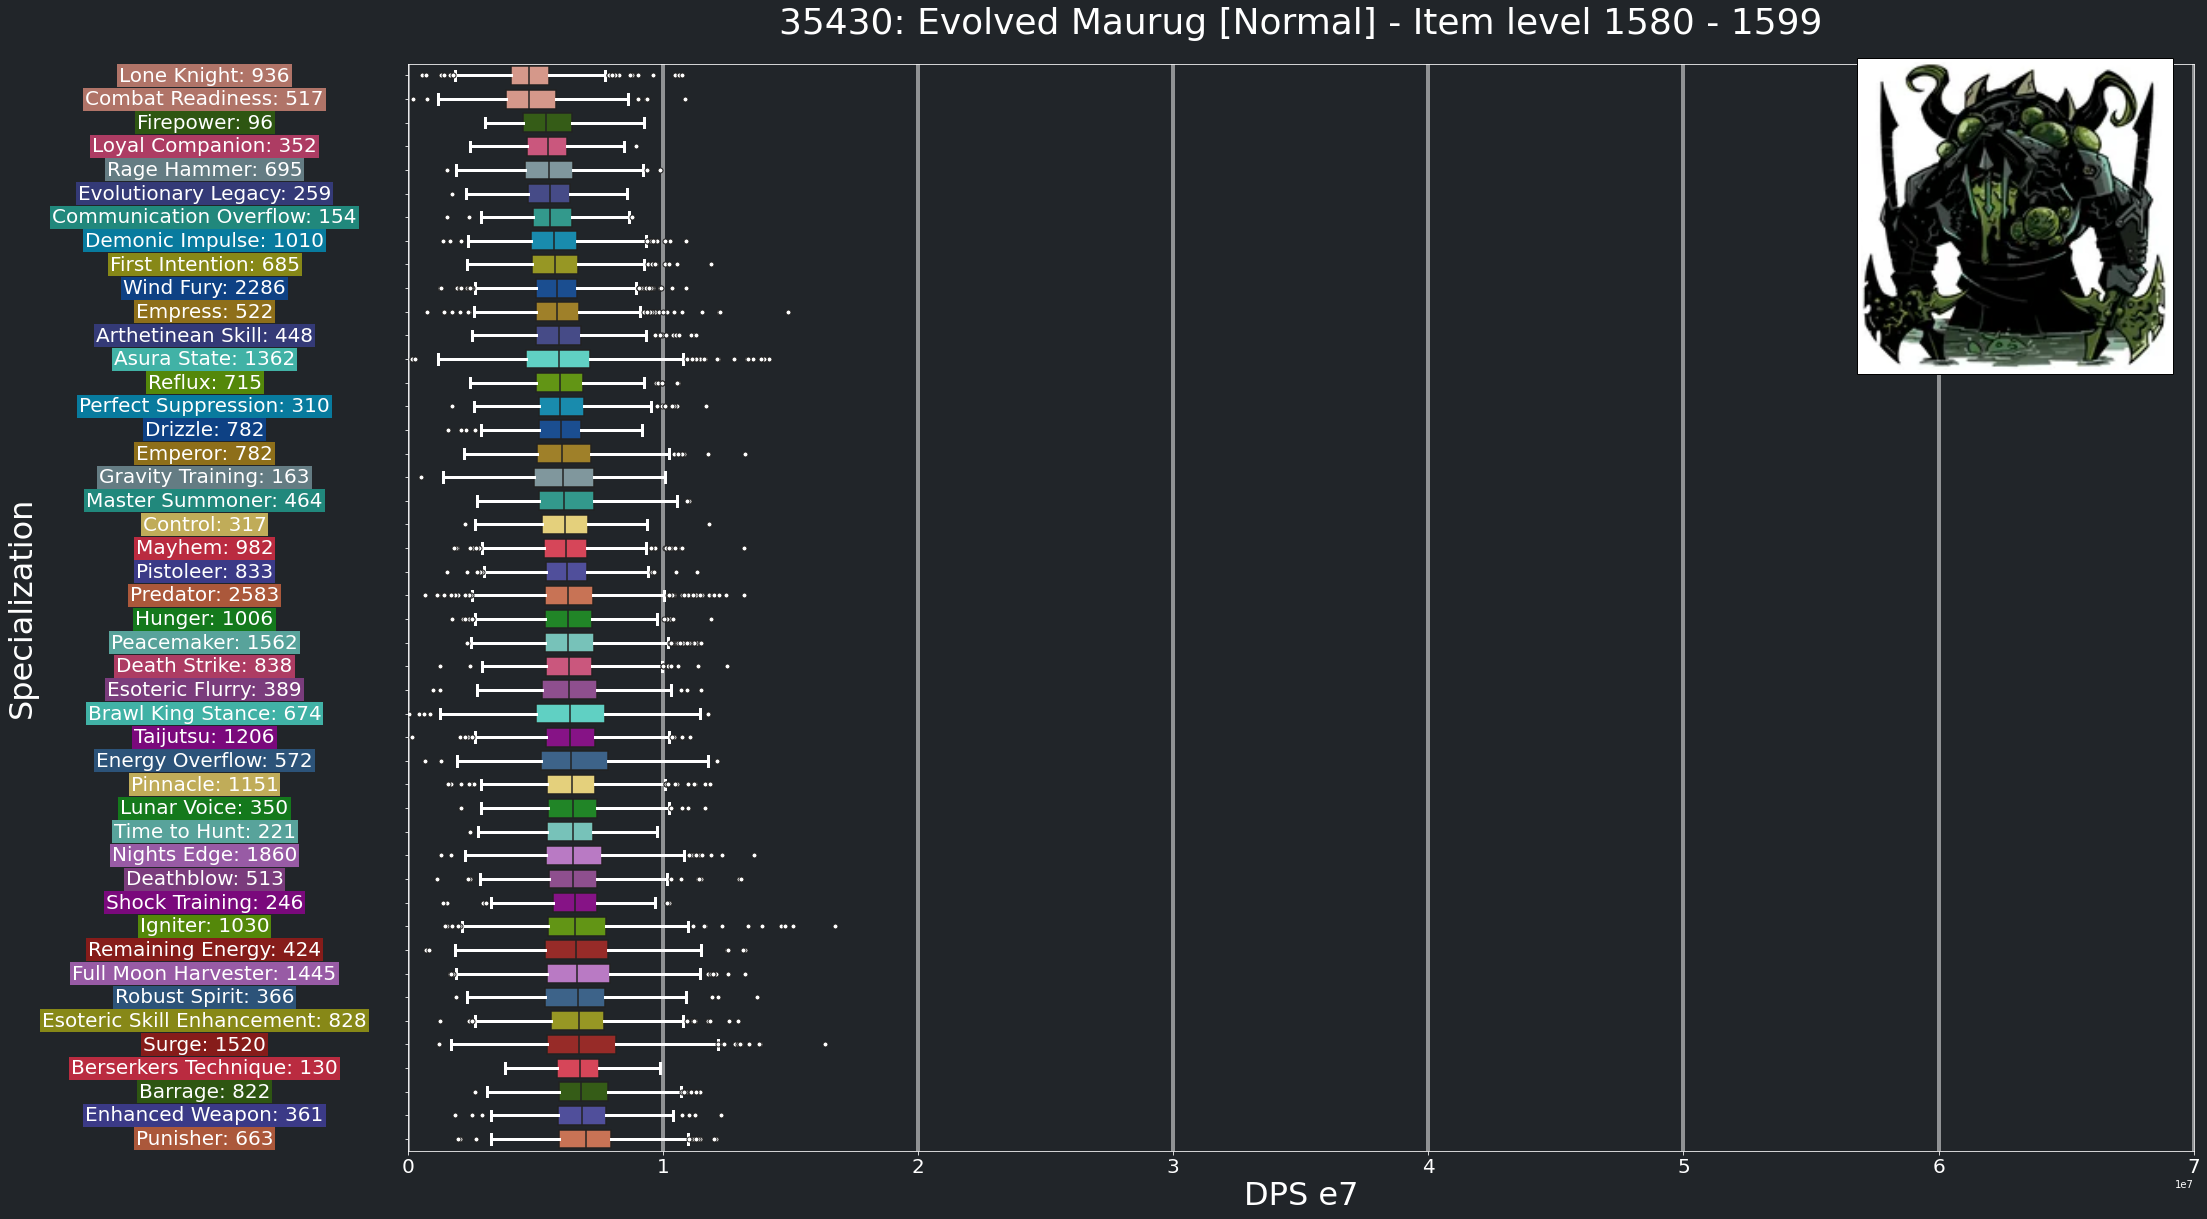 35430: Evolved Maurug [Normal] - Item level 1580 - 1599
Lone Knight: 936
Combat Readiness: 517
Firepower: 96
Loyal Companion: 352
Rage Hammer: 695
Evolutionary Legacy: 259
Communication Overflow: 154
Demonic Impulse: 1010
First Intention: 685
Wind Fury: 2286
Empress: 522
Arthetinean Skill: 448
Asura State: 1362
Reflux: 715
Perfect Suppression: 310
Drizzle: 782
Emperor: 782
Gravity Training: 163
Master Summoner: 464
Control: 317
Mayhem: 982
Pistoleer: 833
Predator: 2583
Hunger: 1006
Peacemaker: 1562
Death Strike: 838
Esoteric Flurry: 389
Brawl King Stance: 674
Taijutsu: 1206
Energy Overflow: 572
Pinnacle: 1151
Lunar Voice: 350
Time to Hunt: 221
Nights Edge: 1860
Deathblow: 513
Shock Training: 246
Igniter: 1030
Remaining Energy: 424
Full Moon Harvester: 1445
Robust Spirit: 366
Esoteric Skill Enhancement: 828
Surge: 1520
Berserkers Technique: 130
Barrage: 822
Enhanced Weapon: 361
Punisher: 663
Specialization
0 1 2 3 4 5 6 7
1e7
DPS e7